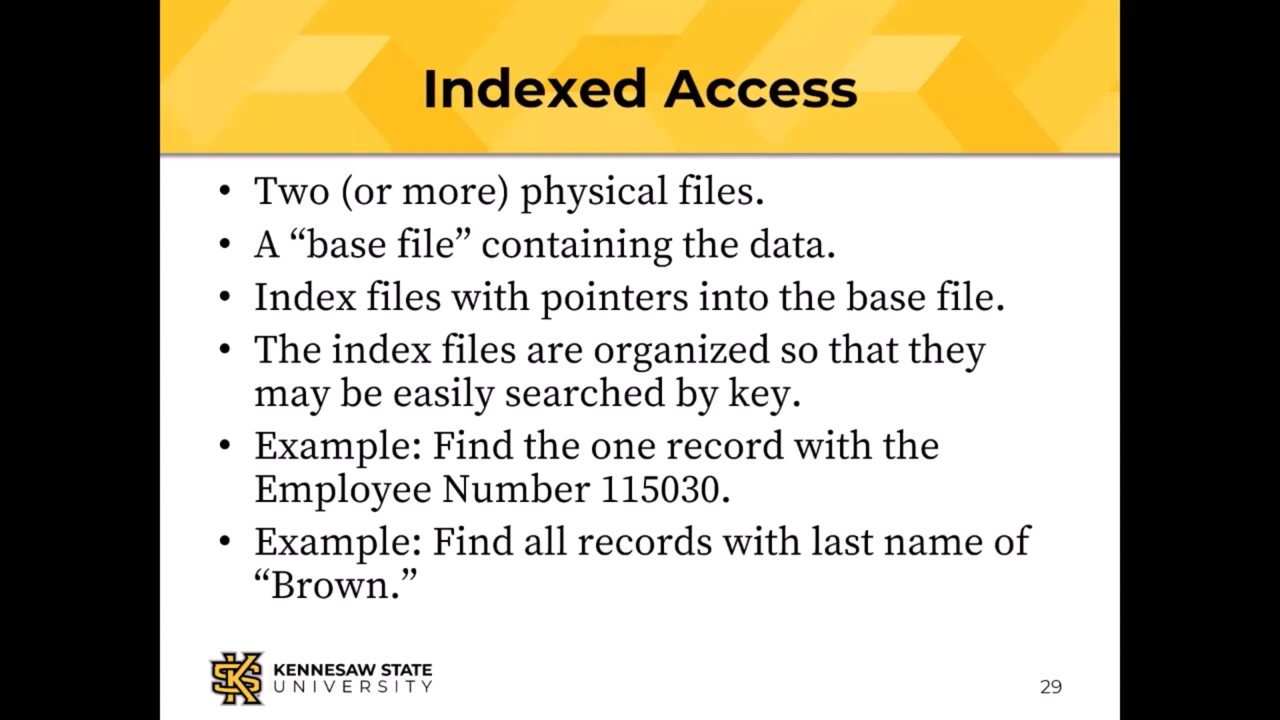 Indexed Access
• Two (or more) physical files.
• A “base file” containing the data.
• Index files with pointers into the base file.
• The index files are organized so that they
may be easily searched by key.
• Example: Find the one record with the
Employee Number 115030.
• Example: Find all records with last name of
“Brown.”
KENNESAW STATE
UNIVERSITY
29